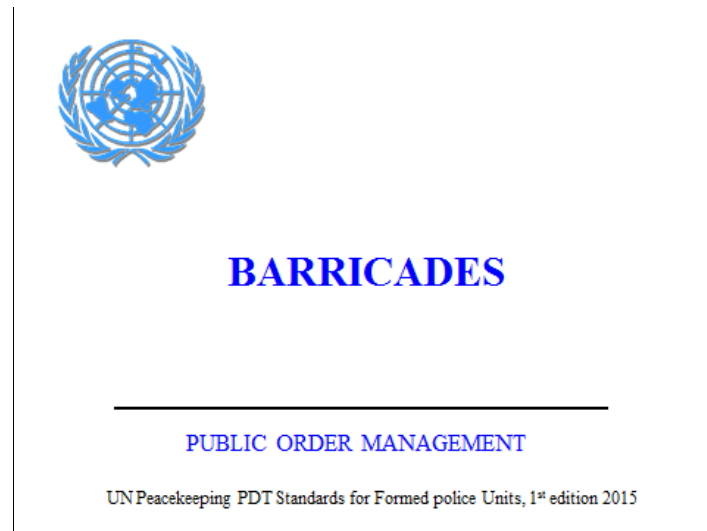 BARRICADES
PUBLIC ORDER MANAGEMENT
UN Peacekeeping PDT Standards for Formed police Units, 1st edition 2015